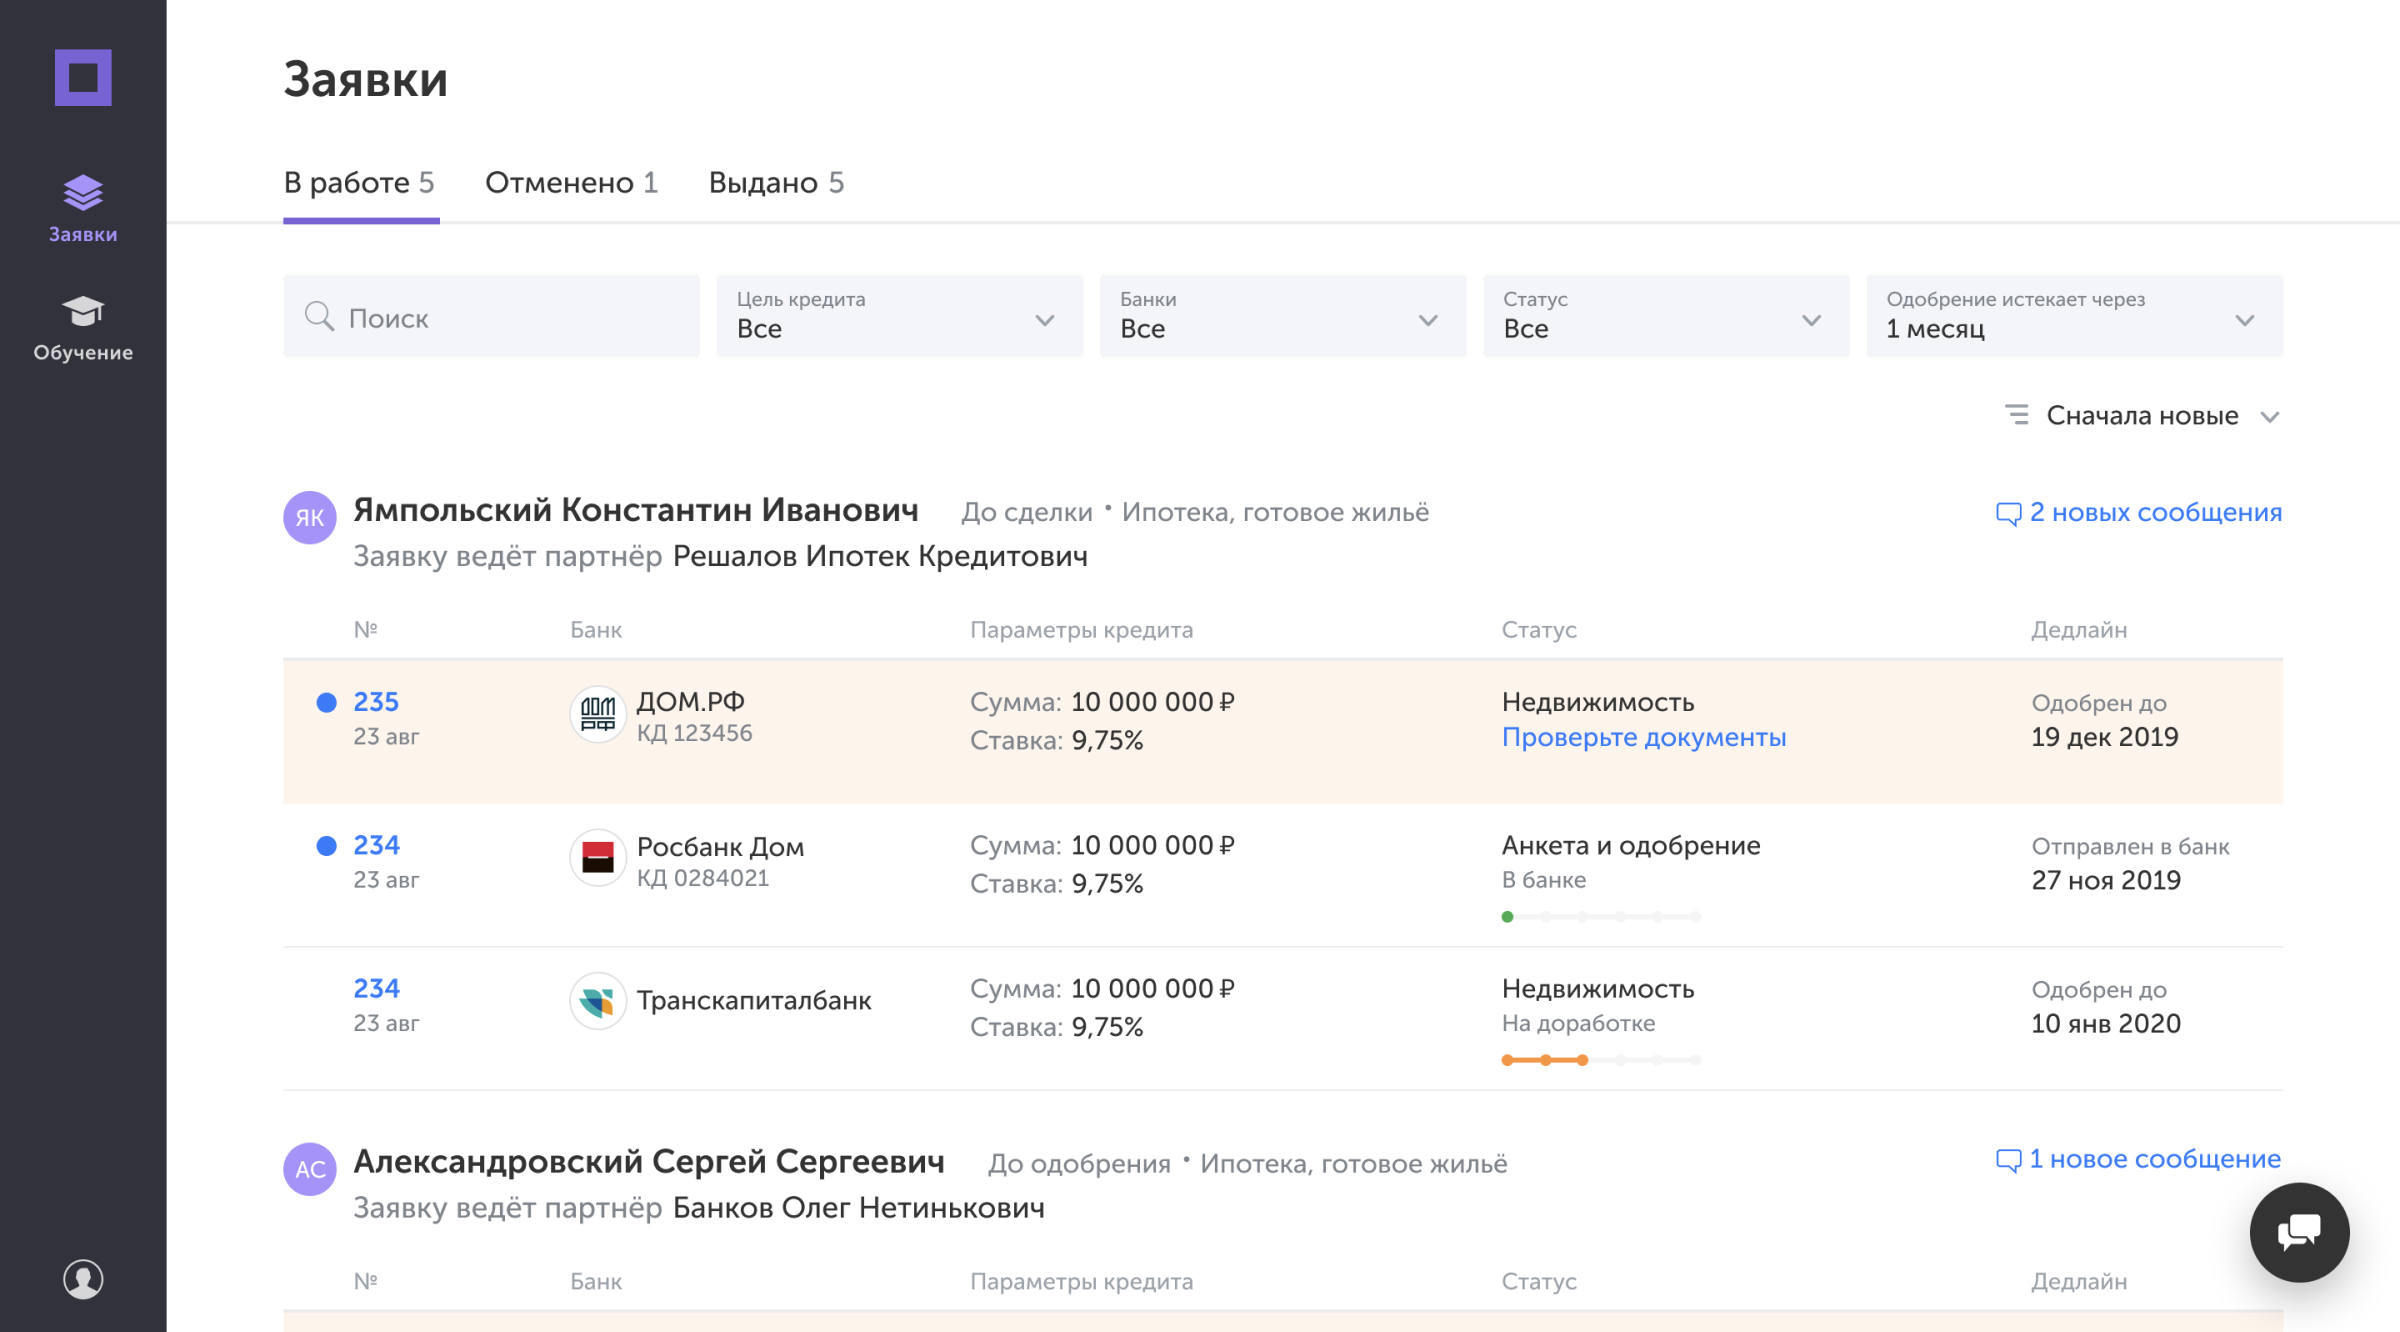 Заявки
Заявки
Обучение
В работе 5
Отменено 1
Выдано 5
Поиск
Цель кредита
Все
Банки
Все
Статус
Все
Одобрение истекает через
1 месяц
Сначала новые
ЯК
Ямпольский Константин Иванович
До сделки • Ипотека, готовое жильё
2 новых сообщения
Заявку ведёт партнёр Решалов Ипотек Кредитович
№
Банк
Параметры кредита
Статус
Дедлайн
235
23 авг
ДОМ РФ
ДОМ.РФ
КД 123456
Сумма: 10 000 000 ₽
Ставка: 9,75%
Недвижимость
Проверьте документы
Одобрен до
19 дек 2019
234
23 авг
Росбанк Дом
КД 0284021
Сумма: 10 000 000 ₽
Ставка: 9,75%
Анкета и одобрение
В банке
Отправлен в банк
27 ноя 2019
234
23 авг
Транскапиталбанк
Сумма: 10 000 000 ₽
Ставка: 9,75%
Недвижимость
На доработке
Одобрен до
10 янв 2020
АС
Александровский Сергей Сергеевич
До одобрения • Ипотека, готовое жильё
1 новое сообщение
Заявку ведёт партнёр Банков Олег Нетинькович
№
Банк
Параметры кредита
Статус
Дедлайн